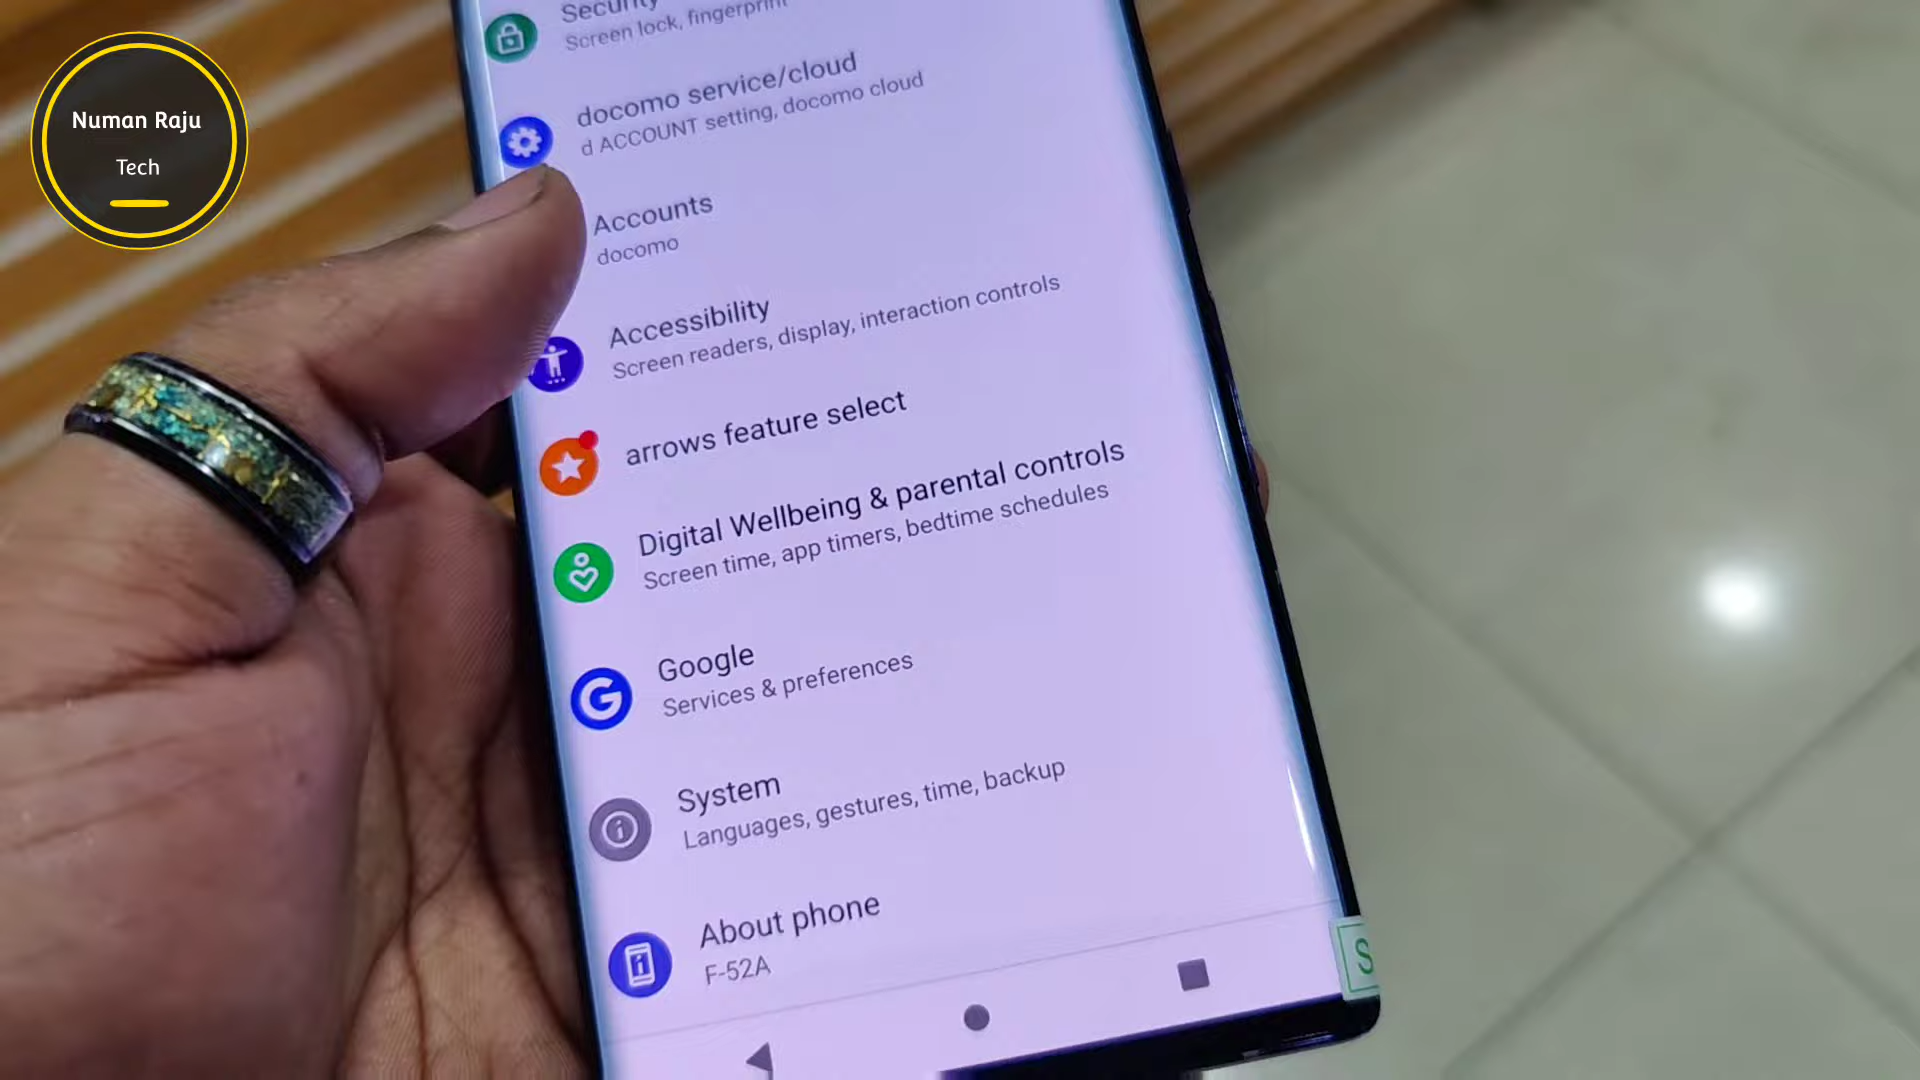 Numan Raju
Tech
Security
Screen lock, fingerprint
docomo service/cloud
d ACCOUNT setting, docomo cloud
Accounts
docomo
Accessibility
Screen readers, display, interaction controls
arrows feature select
Digital Wellbeing & parental controls
Screen time, app timers, bedtime schedules
Google
Services & preferences
System
Languages, gestures, time, backup
About phone
F-52A
S